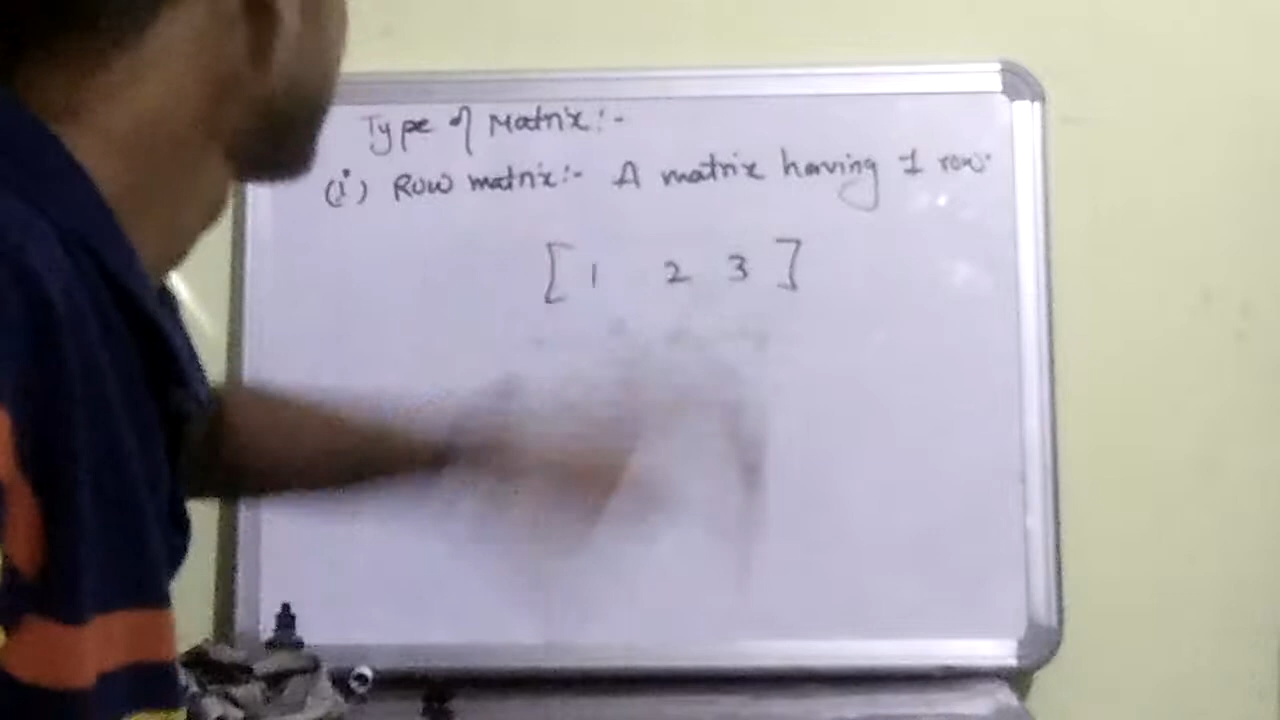 Type of Matrix:-
(i) Row matrix:- A matrix having 1 row.
[ 1 2 3 ]